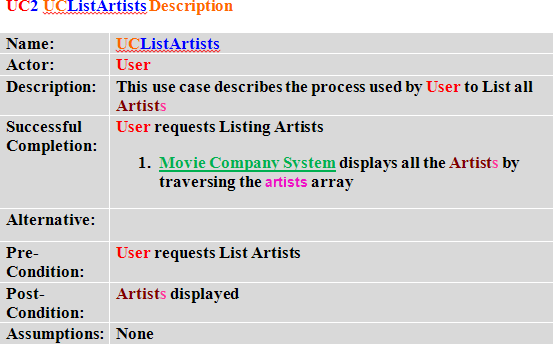 UC2 UCListArtists Description
Name: UCListArtists
Actor: User
Description: This use case describes the process used by User to List all
Artists
Successful User requests Listing Artists
Completion:
1. Movie Company System displays all the Artists by
traversing the artists array
Alternative:
Pre- User requests List Artists
Condition:
Post- Artists displayed
Condition:
Assumptions: None